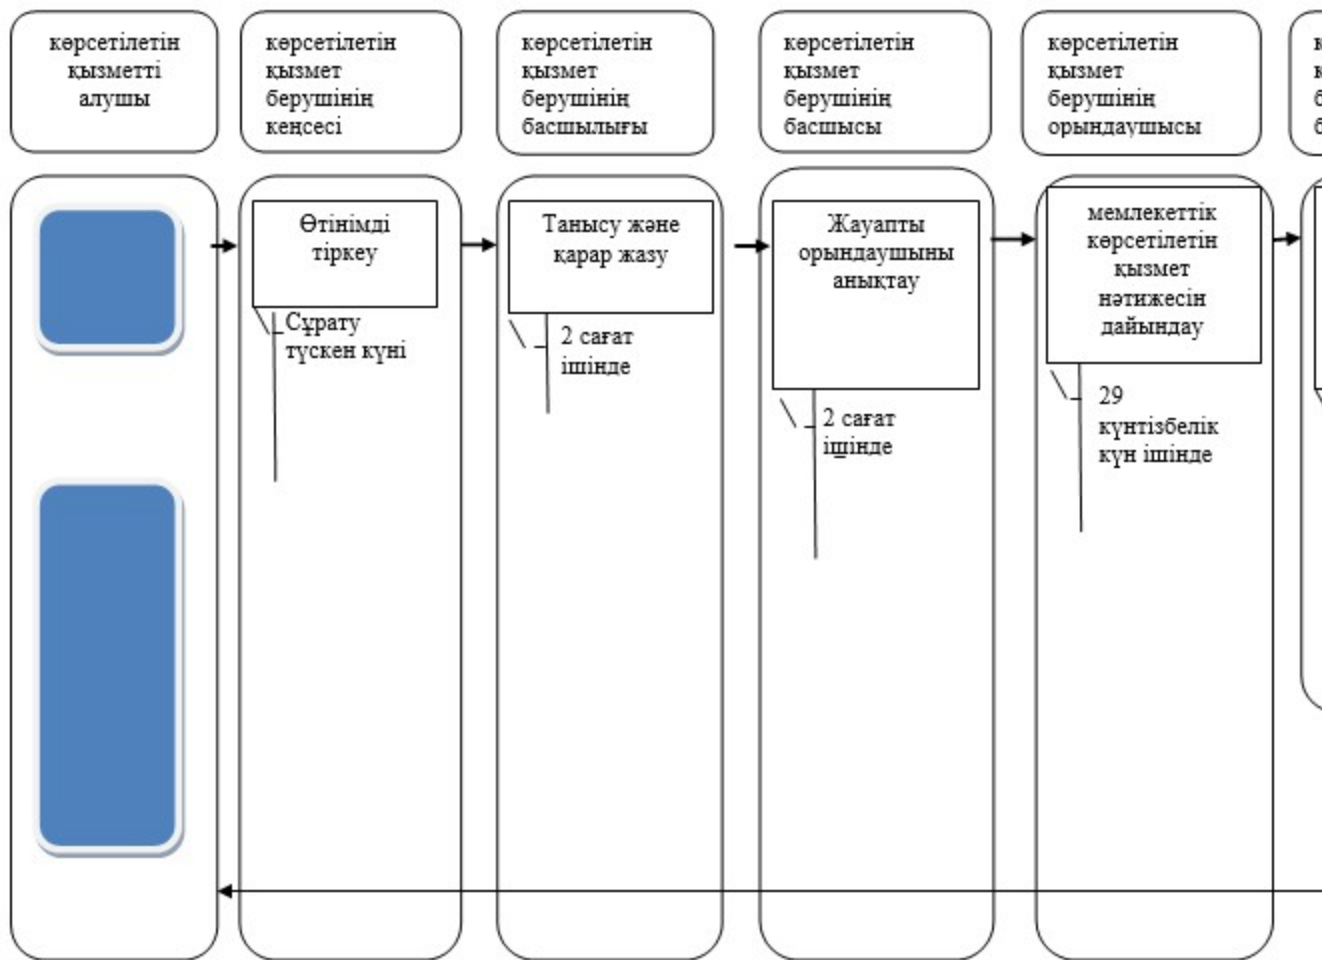 көрсетілетін
қызметті
алушы
көрсетілетін
қызмет
берушінің
кеңсесі
көрсетілетін
қызмет
берушінің
басшылығы
көрсетілетін
қызмет
берушінің
басшысы
көрсетілетін
қызмет
берушінің
орындаушысы
Өтінімді
тіркеу
Сұрату
түскен күні
Танысу және
қарар жазу
2 сағат
ішінде
Жауапты
орындаушыны
анықтау
2 сағат
ішінде
мемлекеттік
көрсетілетін
қызмет
нәтижесін
дайындау
29
күнтізбелік
күн ішінде